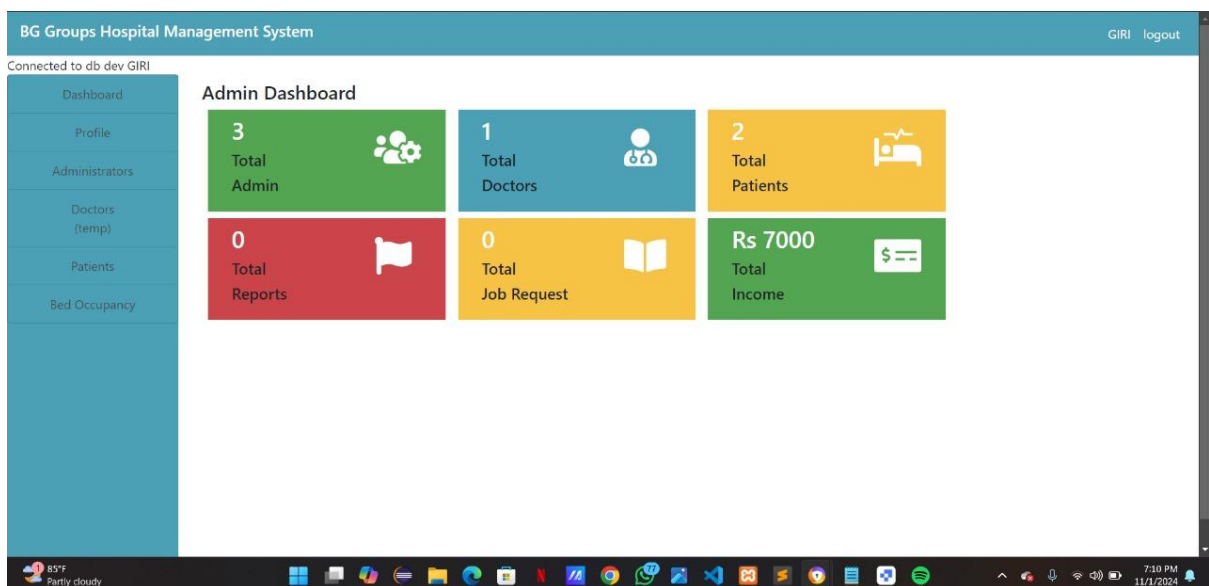 BG Groups Hospital Management System
GIRI logout
Connected to db dev GIRI
Dashboard
Profile
Administrators
Doctors
(temp)
Patients
Bed Occupancy
Admin Dashboard
3
Total
Admin
1
Total
Doctors
2
Total
Patients
0
Total
Reports
0
Total
Job Request
Rs 7000
Total
Income
$
1
85°F
Partly cloudy
77
7:10 PM
11/1/2024